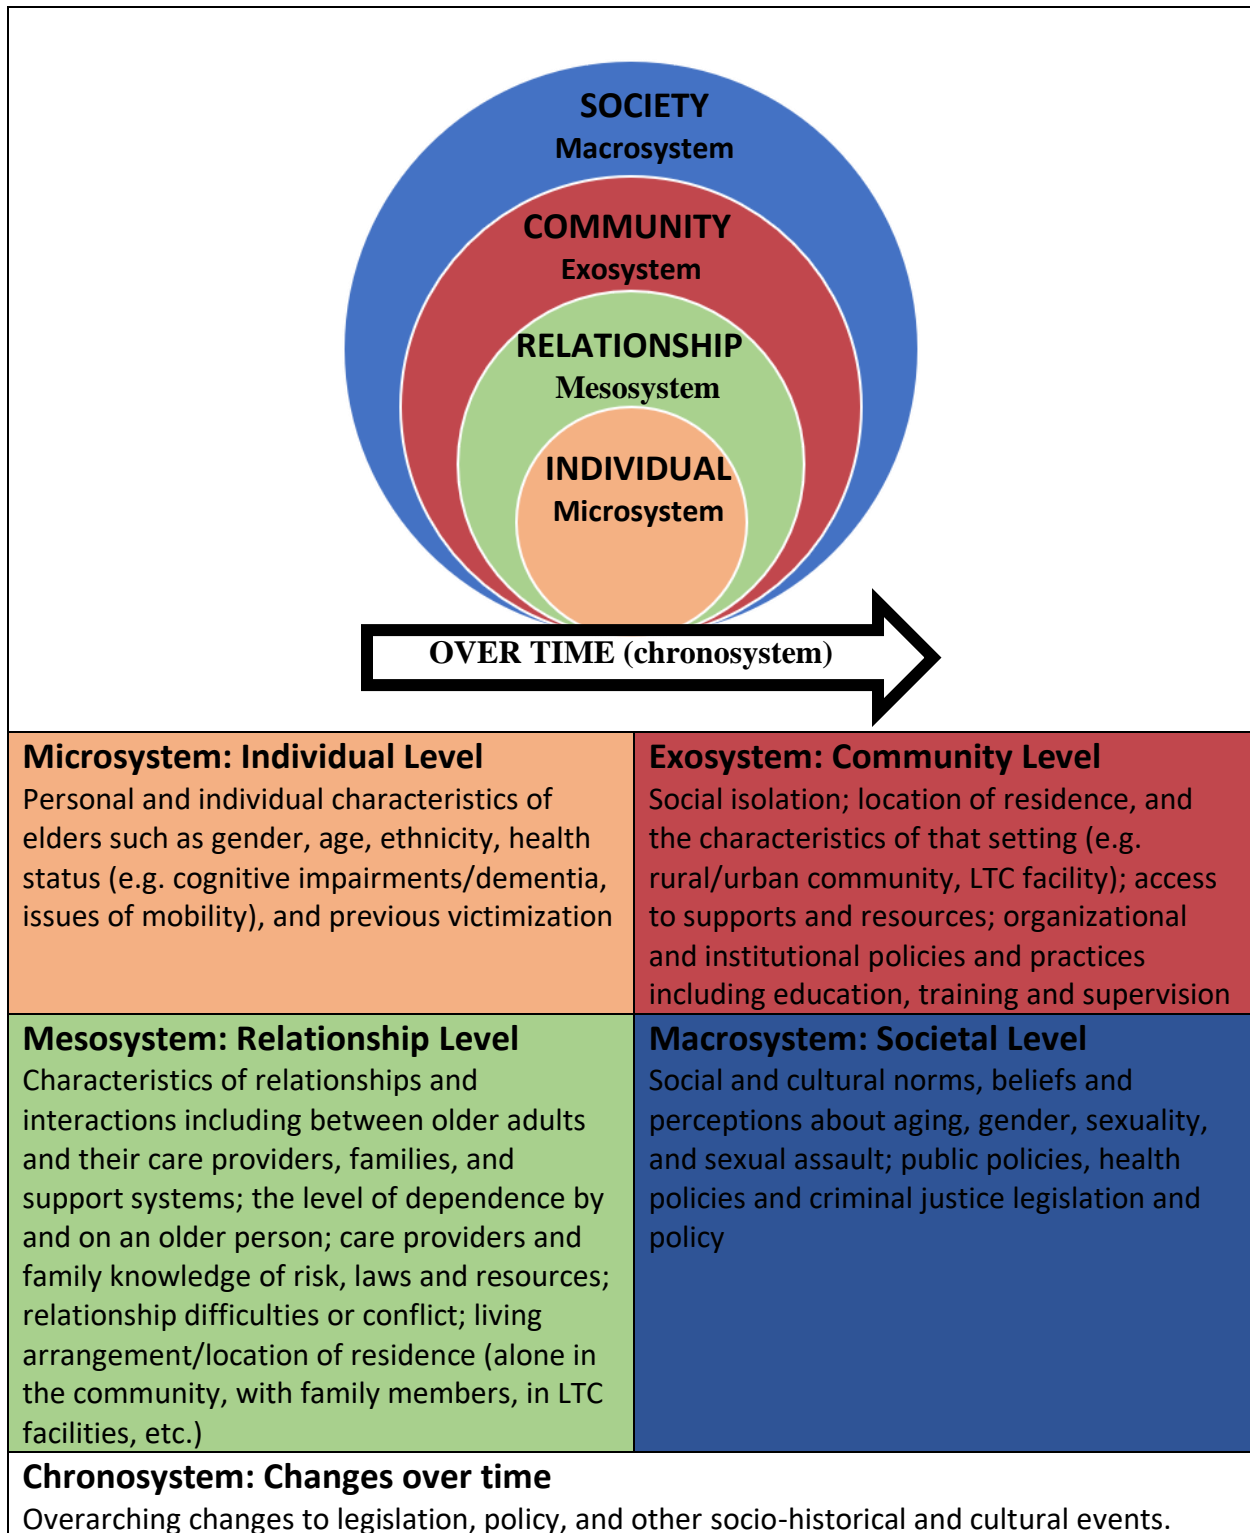 SOCIETY
Macrosystem
COMMUNITY
Exosystem
RELATIONSHIP
Mesosystem
INDIVIDUAL
Microsystem
OVER TIME (chronosystem)
Microsystem: Individual Level
Personal and individual characteristics of
elders such as gender, age, ethnicity, health
status (e.g. cognitive impairments/dementia,
issues of mobility), and previous victimization
Exosystem: Community Level
Social isolation; location of residence, and
the characteristics of that setting (e.g.
rural/urban community, LTC facility); access
to supports and resources; organizational
and institutional policies and practices
including education, training and supervision
Mesosystem: Relationship Level
Characteristics of relationships and
interactions including between older adults
and their care providers, families, and
support systems; the level of dependence by
and on an older person; care providers and
family knowledge of risk, laws and resources;
relationship difficulties or conflict; living
arrangement/location of residence (alone in
the community, with family members, in LTC
facilities, etc.)
Macrosystem: Societal Level
Social and cultural norms, beliefs and
perceptions about aging, gender, sexuality,
and sexual assault; public policies, health
policies and criminal justice legislation and
policy
Chronosystem: Changes over time
Overarching changes to legislation, policy, and other socio-historical and cultural events.